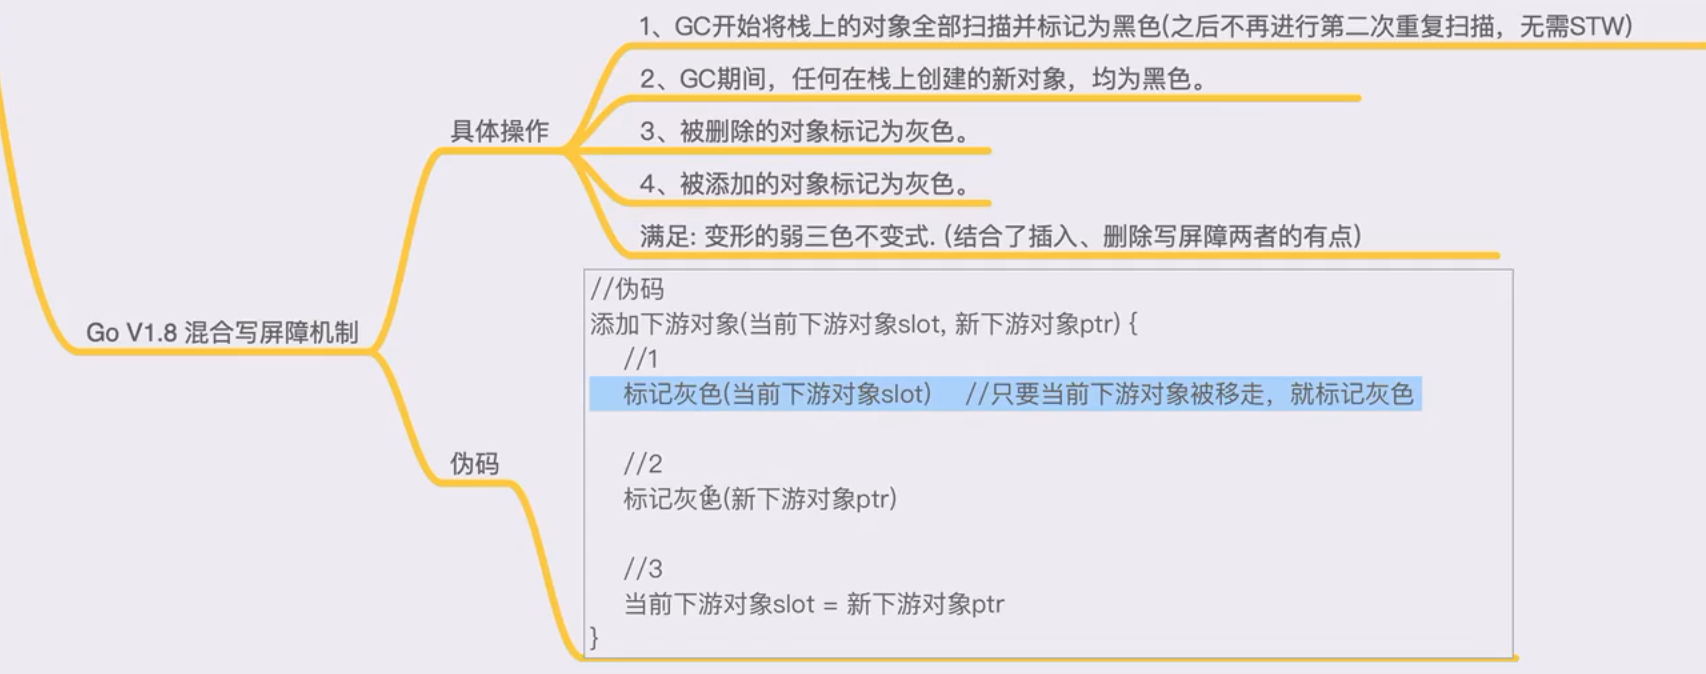 1、GC开始将栈上的对象全部扫描并标记为黑色(之后不再进行第二次重复扫描，无需STW)
2、GC期间，任何在栈上创建的新对象，均为黑色。
具体操作
3、被删除的对象标记为灰色。
4、被添加的对象标记为灰色。
满足: 变形的弱三色不变式. (结合了插入、删除写屏障两者的有点)
Go V1.8 混合写屏障机制
伪码
//伪码
添加下游对象(当前下游对象slot, 新下游对象ptr) {
//1
标记灰色(当前下游对象slot) //只要当前下游对象被移走，就标记灰色
//2
标记灰色(新下游对象ptr)
//3
当前下游对象slot = 新下游对象ptr
}